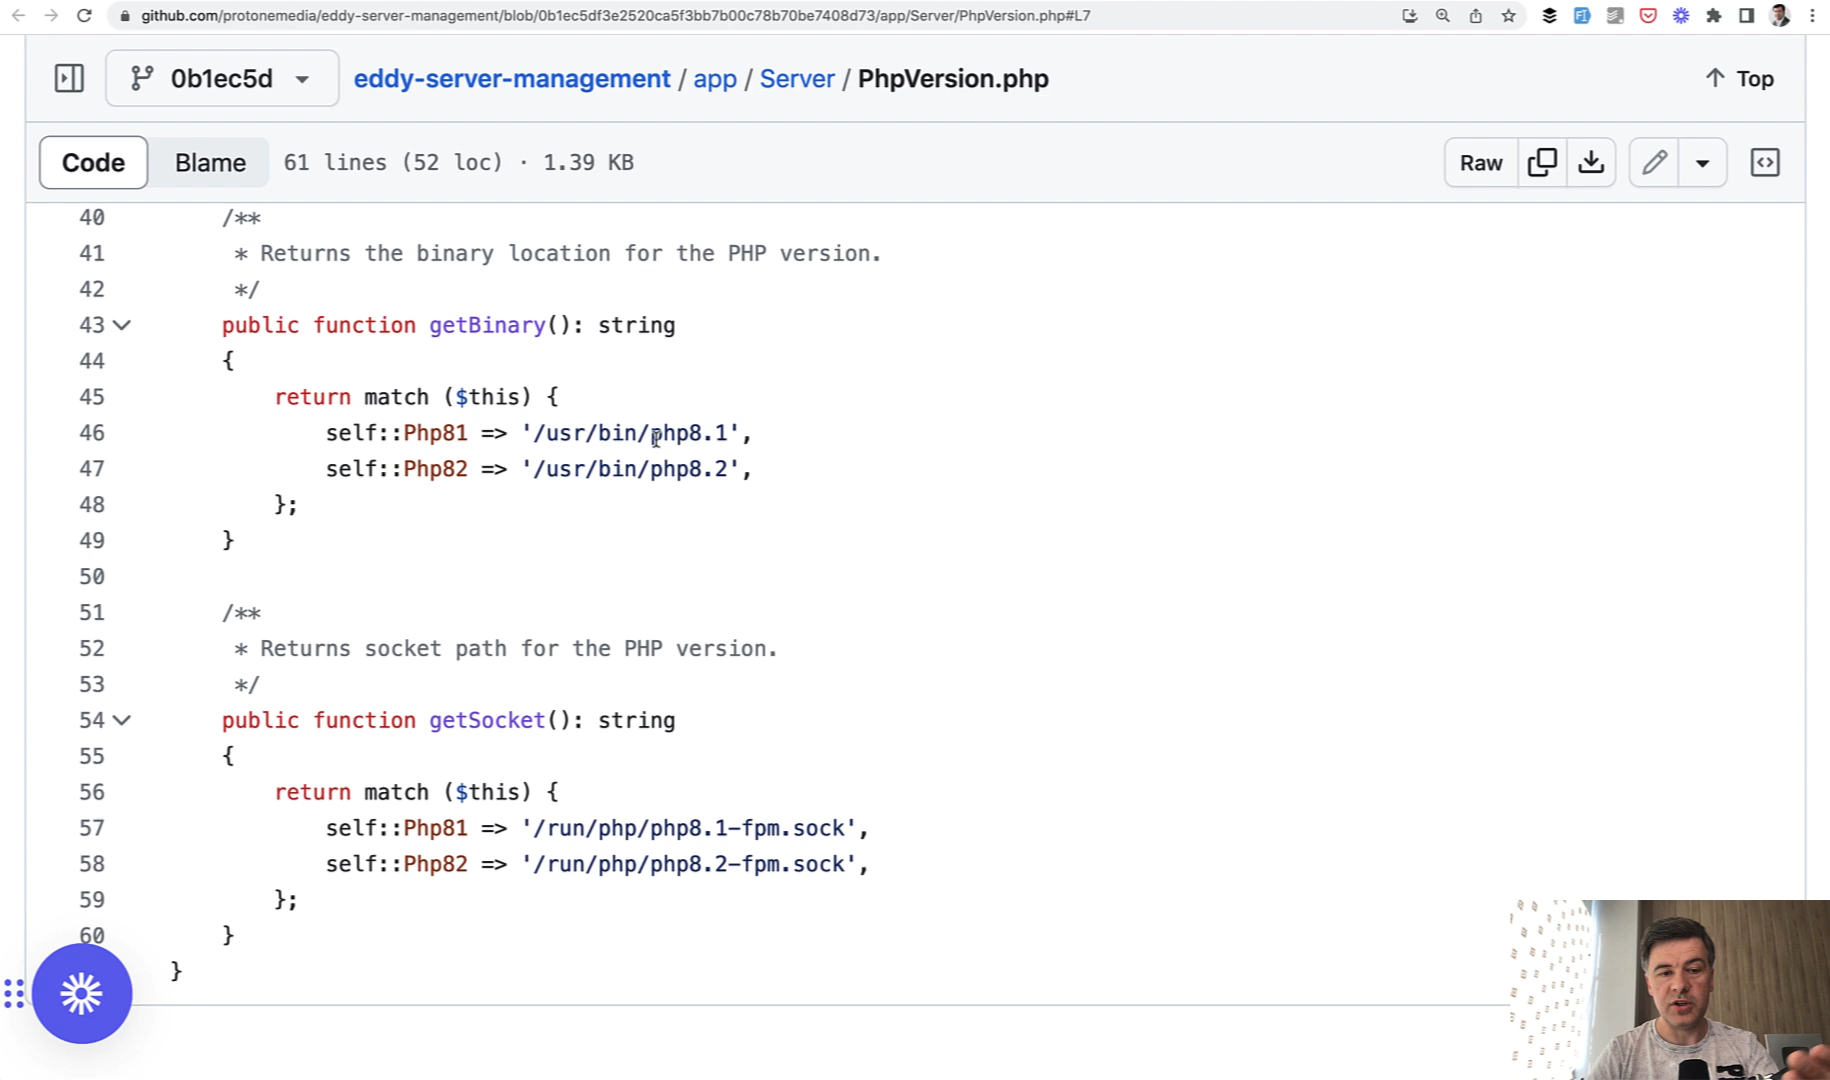 github.com/protonemedia/eddy-server-management/blob/0b1ec5df3e2520ca5f3bb7b00c78b70be7408d73/app/Server/PhpVersion.php#L7
0b1ec5d eddy-server-management / app / Server / PhpVersion.php Top
Code Blame 61 lines (52 loc) · 1.39 KB Raw
40 /**
41 * Returns the binary location for the PHP version.
42 */
43 public function getBinary(): string
44 {
45 return match ($this) {
46 self::Php81 => '/usr/bin/php8.1',
47 self::Php82 => '/usr/bin/php8.2',
48 };
49 }
50
51 /**
52 * Returns socket path for the PHP version.
53 */
54 public function getSocket(): string
55 {
56 return match ($this) {
57 self::Php81 => '/run/php/php8.1-fpm.sock',
58 self::Php82 => '/run/php/php8.2-fpm.sock',
59 };
60 }
}